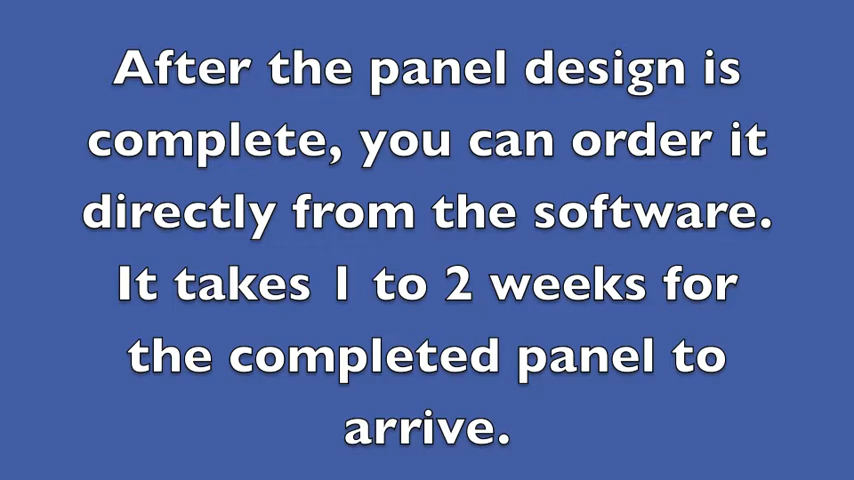 After the panel design is
complete, you can order it
directly from the software.
It takes 1 to 2 weeks for
the completed panel to
arrive.